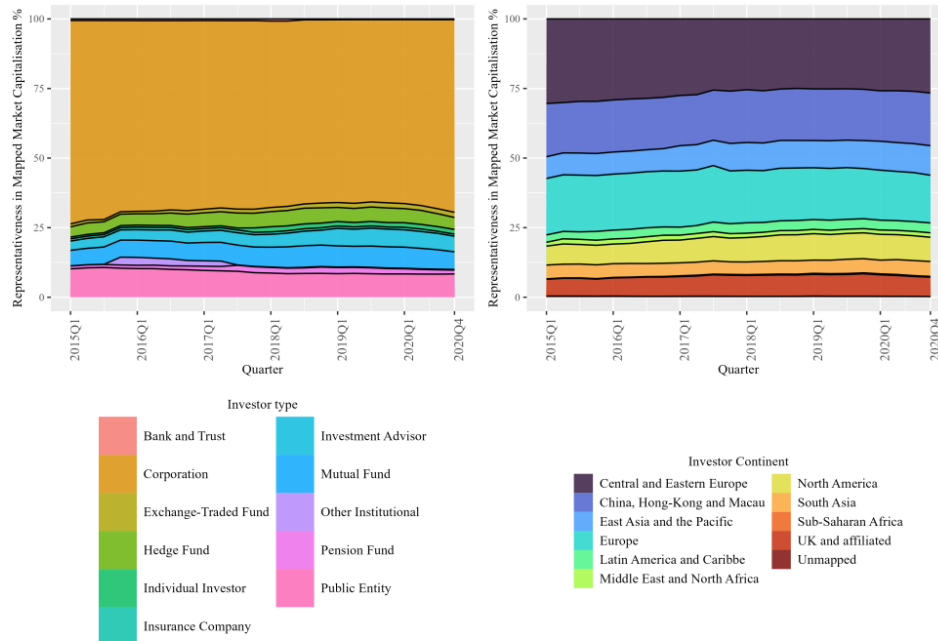 Representativeness in Mapped Market Capitalisation %
100
75
50
25
0
2015Q1
2016Q1
2017Q1
2018Q1
2019Q1
2020Q1
2020Q4
Quarter
Representativeness in Mapped Market Capitalisation %
100
75
50
25
0
2015Q1
2016Q1
2017Q1
2018Q1
2019Q1
2020Q1
2020Q4
Quarter
Investor type
Bank and Trust
Corporation
Exchange-Traded Fund
Hedge Fund
Individual Investor
Insurance Company
Investment Advisor
Mutual Fund
Other Institutional
Pension Fund
Public Entity
Investor Continent
Central and Eastern Europe
China, Hong-Kong and Macau
East Asia and the Pacific
Europe
Latin America and Caribbe
Middle East and North Africa
North America
South Asia
Sub-Saharan Africa
UK and affiliated
Unmapped